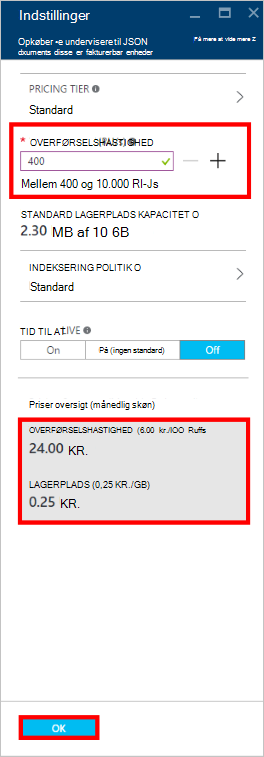 Indstillinger
Opkøber -e undervisere til JSON
dxuments disse er fakturerbar enheder
Få mere at vide mere Z
PRICING TIER
Standard
* OVERFØRSELSHASTIGHED
400
Mellem 400 og 10.000 RI-Js
STANDARD LAGERPLADS KAPACITET O
2.30 MB af 10 6B
INDEKSERING POLITIK O
Standard
TID TIL AT LIVE
On
På (ingen standard)
Off
Priser oversigt (månedlig skøn)
OVERFØRSELSHASTIGHED (6.00 kr./IOO Ruffs
24.00 KR.
LAGERPLADS (0,25 KR./GB)
0.25 KR.
OK